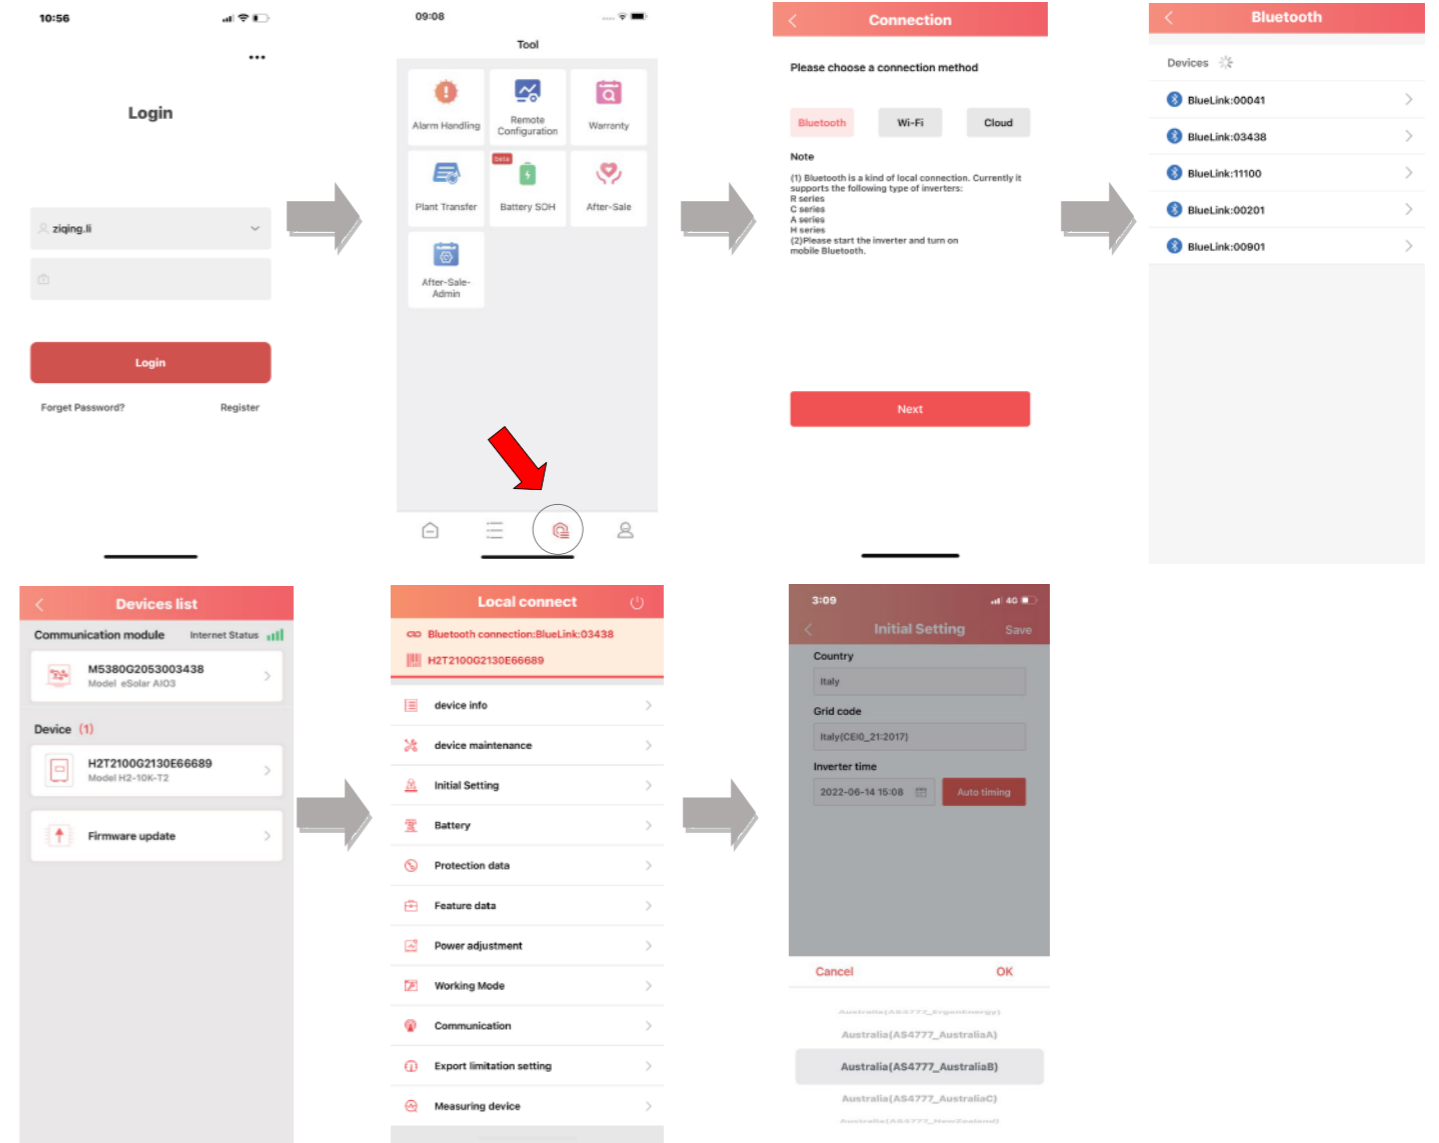 10:56
Login
ziqing.li
Login
Forget Password?
Register
09:08
Tool
Alarm Handling
Remote
Configuration
Warranty
Plant Transfer
beta
Battery SOH
After-Sale
After-Sale-
Admin
Connection
Please choose a connection method
Bluetooth
Wi-Fi
Cloud
Note
(1) Bluetooth is a kind of local connection. Currently it
supports the following type of inverters:
R series
C series
A series
H series
(2)Please start the inverter and turn on
mobile Bluetooth.
Next
Bluetooth
Devices
BlueLink:00041
BlueLink:03438
BlueLink:11100
BlueLink:00201
BlueLink:00901
Devices list
Communication module
Internet Status
M5380G2053003438
Model eSolar AIO3
Device (1)
H2T2100G2130E66689
Model H2-10K-T2
Firmware update
Local connect
Bluetooth connection:BlueLink:03438
H2T2100G2130E66689
device info
device maintenance
Initial Setting
Battery
Protection data
Feature data
Power adjustment
Working Mode
Communication
Export limitation setting
Measuring device
3:09
4G
Initial Setting
Save
Country
Italy
Grid code
Italy(CEI0_21:2017)
Inverter time
2022-06-14 15:08
Auto timing
Cancel
OK
Australia(AS4777_ErgonEnergy)
Australia(AS4777_AustraliaA)
Australia(AS4777_AustraliaB)
Australia(AS4777_AustraliaC)
Australia(AS4777_NewZealand)